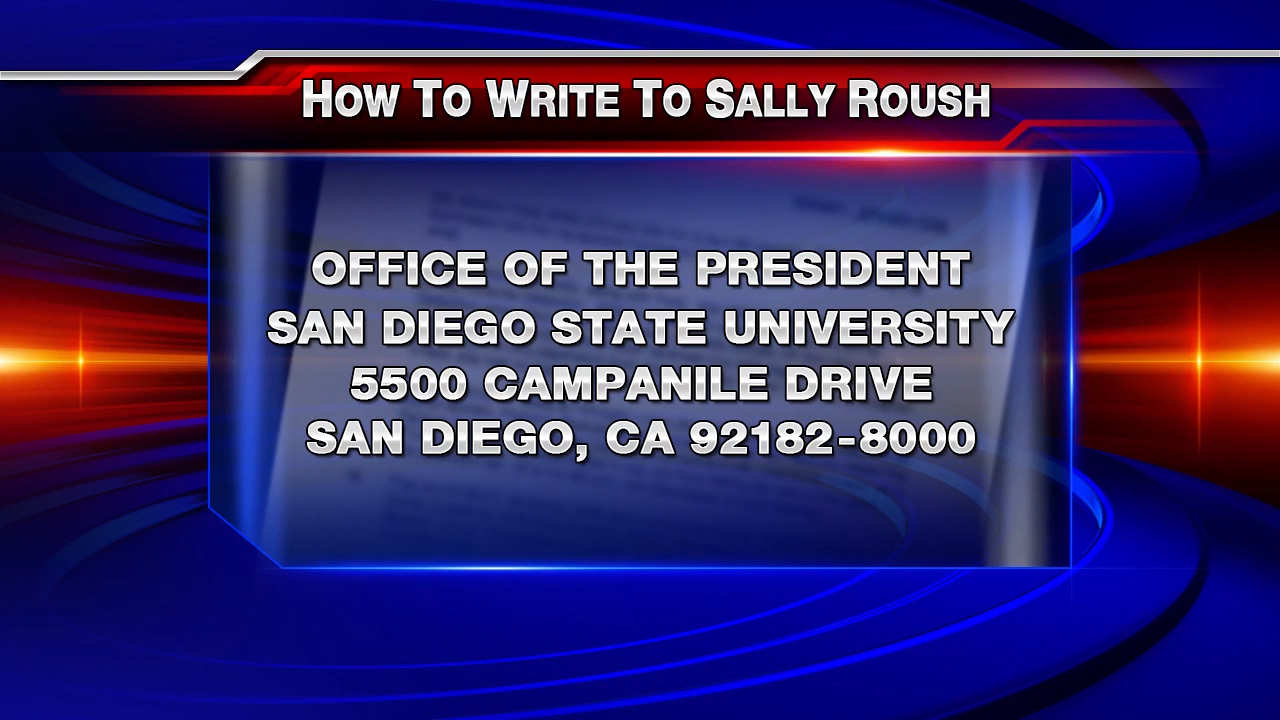 How To Write To Sally Roush
OFFICE OF THE PRESIDENT
SAN DIEGO STATE UNIVERSITY
5500 CAMPANILE DRIVE
SAN DIEGO, CA 92182-8000